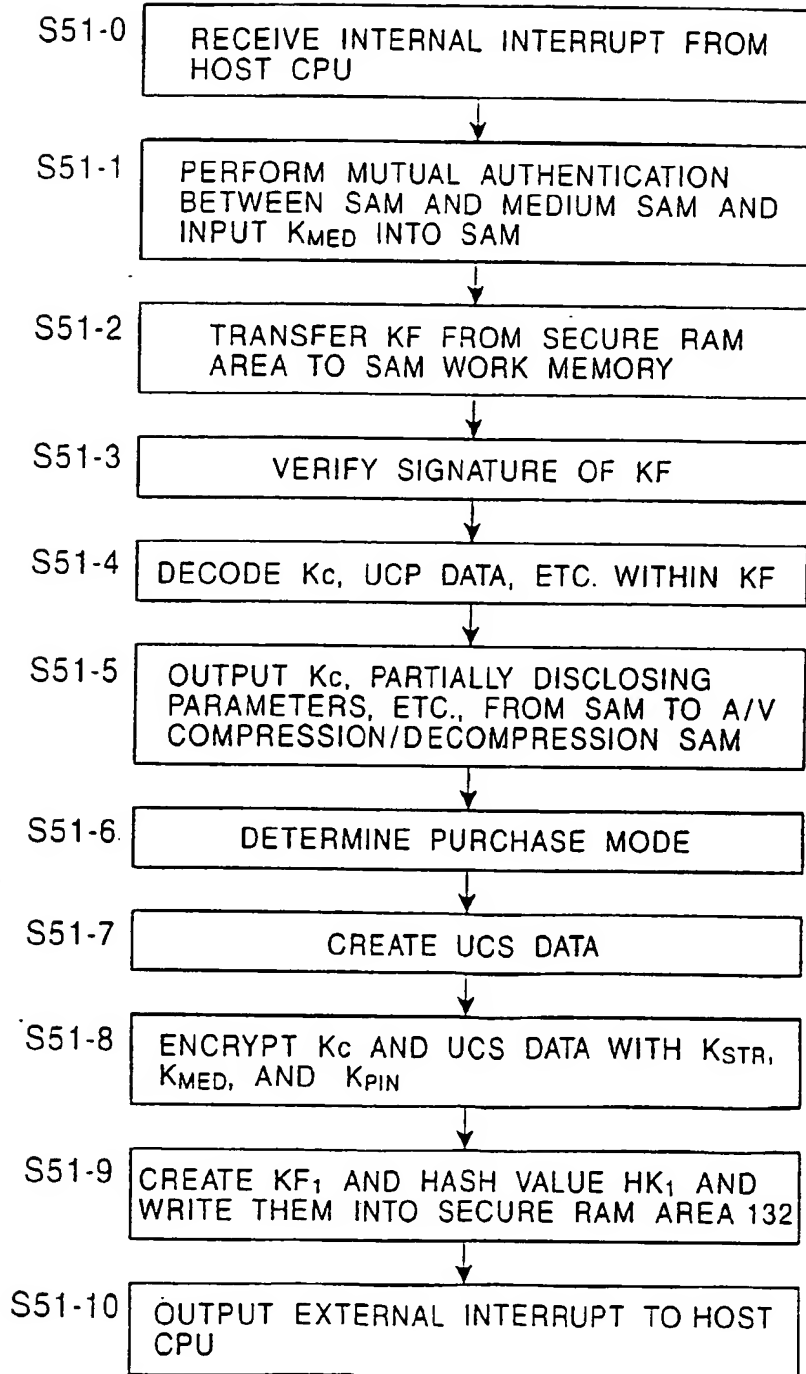 S51-0
RECEIVE INTERNAL INTERRUPT FROM
HOST CPU
S51-1
PERFORM MUTUAL AUTHENTICATION
BETWEEN SAM AND MEDIUM SAM AND
INPUT KMED INTO SAM
S51-2
TRANSFER KF FROM SECURE RAM
AREA TO SAM WORK MEMORY
S51-3
VERIFY SIGNATURE OF KF
S51-4
DECODE Kc, UCP DATA, ETC. WITHIN KF
S51-5
OUTPUT Kc, PARTIALLY DISCLOSING
PARAMETERS, ETC., FROM SAM TO A/V
COMPRESSION/DECOMPRESSION SAM
S51-6
DETERMINE PURCHASE MODE
S51-7
CREATE UCS DATA
S51-8
ENCRYPT Kc AND UCS DATA WITH KSTR,
KMED, AND KPIN
S51-9
CREATE KF1 AND HASH VALUE HK1 AND
WRITE THEM INTO SECURE RAM AREA 132
S51-10
OUTPUT EXTERNAL INTERRUPT TO HOST
CPU